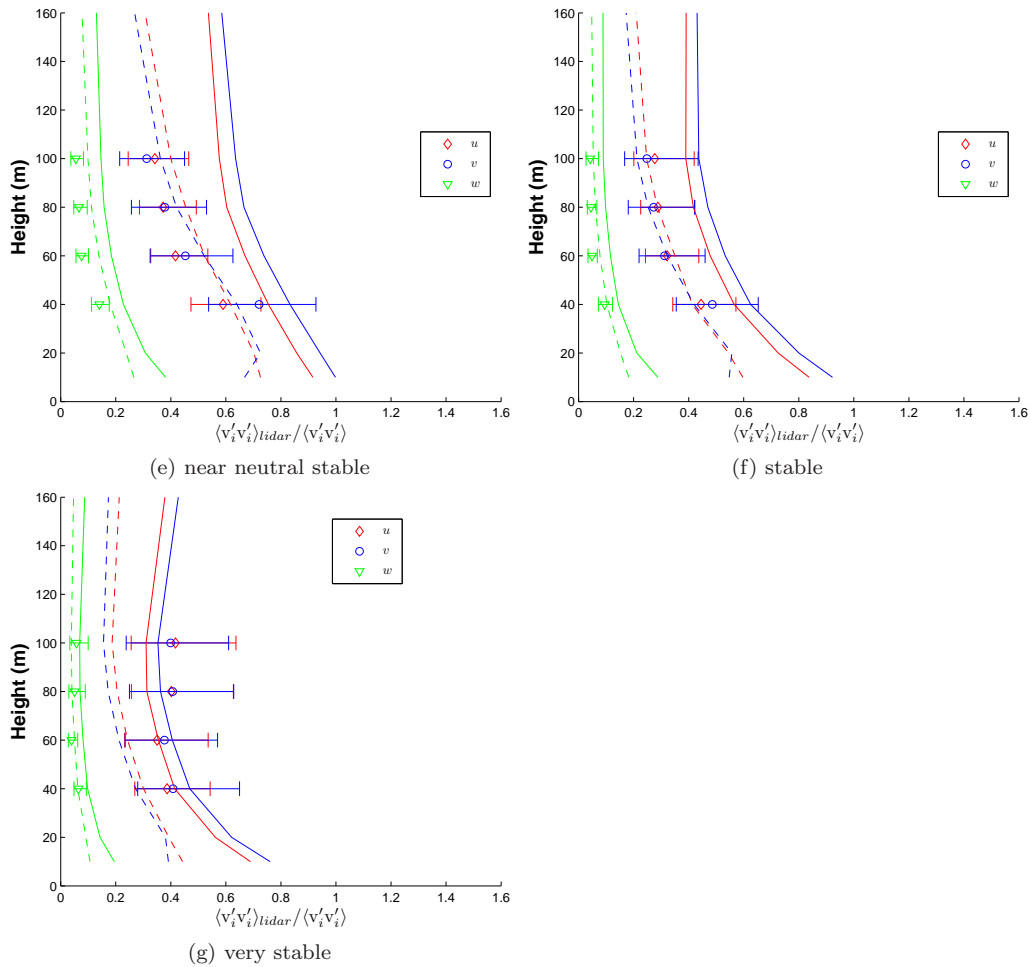 160
140
120
100
80
60
40
20
0
Height (m)
u
v
w
0 0.2 0.4 0.6 0.8 1 1.2 1.4 1.6
⟨v′ᵢv′ᵢ⟩lidar/⟨v′ᵢv′ᵢ⟩
(e) near neutral stable
160
140
120
100
80
60
40
20
0
Height (m)
u
v
w
0 0.2 0.4 0.6 0.8 1 1.2 1.4 1.6
⟨v′ᵢv′ᵢ⟩lidar/⟨v′ᵢv′ᵢ⟩
(f) stable
160
140
120
100
80
60
40
20
0
Height (m)
u
v
w
0 0.2 0.4 0.6 0.8 1 1.2 1.4 1.6
⟨v′ᵢv′ᵢ⟩lidar/⟨v′ᵢv′ᵢ⟩
(g) very stable